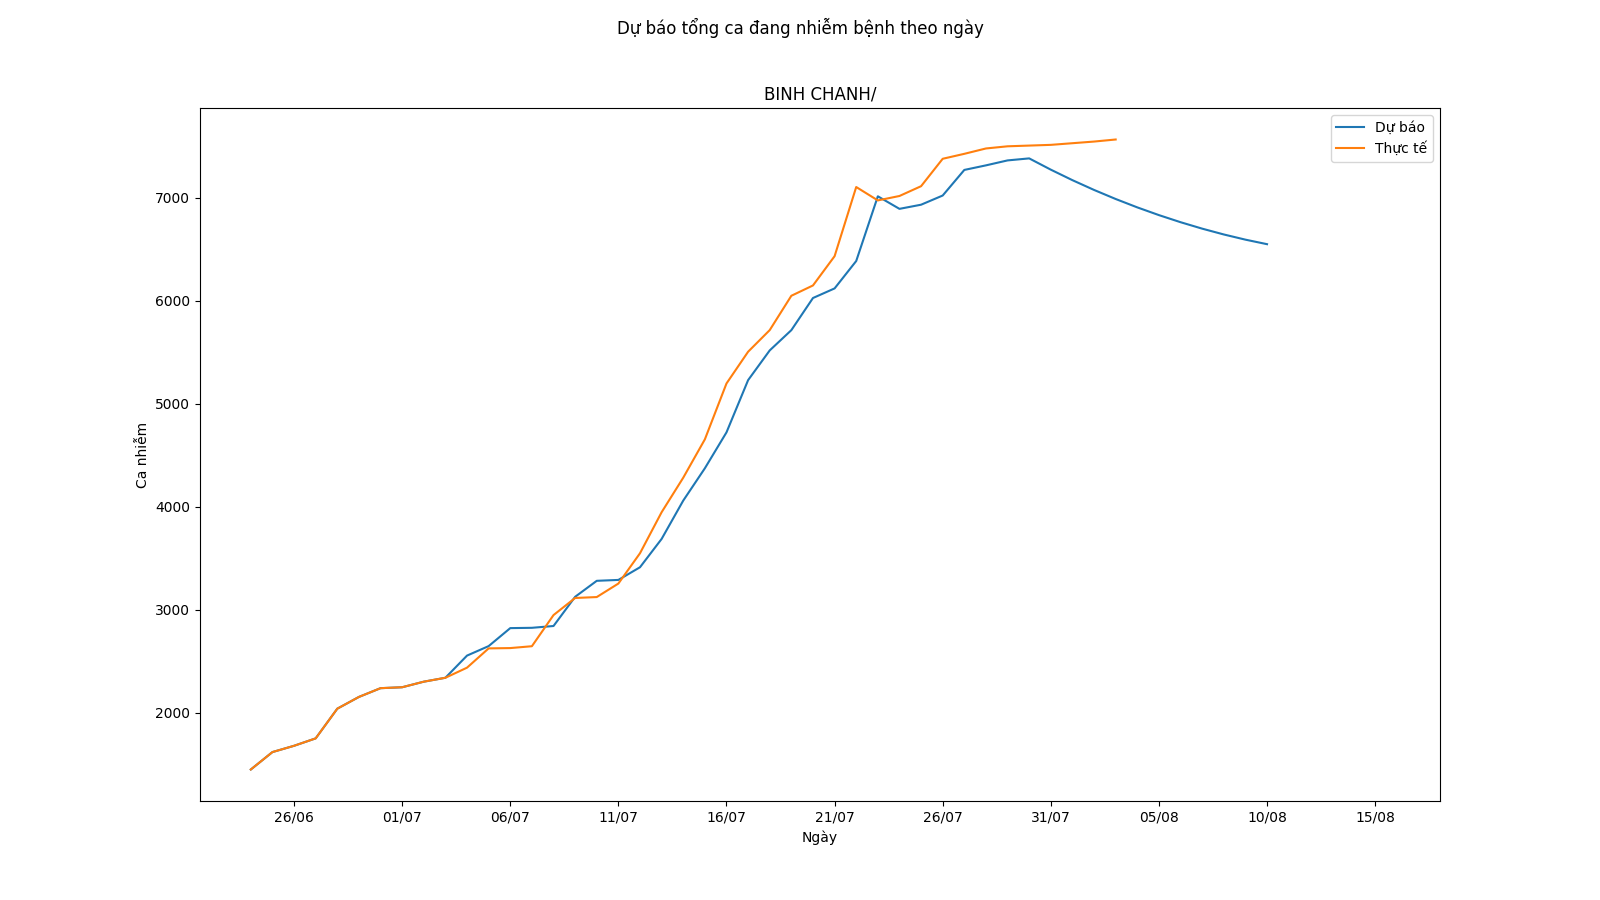 Dự báo tổng ca đang nhiễm bệnh theo ngày
BINH CHANH/
Dự báo
Thực tế
7000
6000
5000
4000
3000
2000
Ca nhiễm
26/06 01/07 06/07 11/07 16/07 21/07 26/07 31/07 05/08 10/08 15/08
Ngày